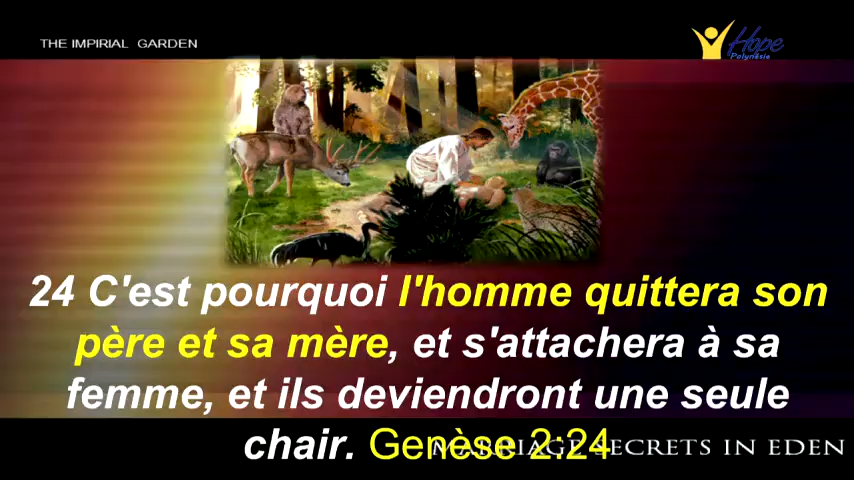 THE IMPIRIAL GARDEN
Hope
Polynésie
24 C'est pourquoi l'homme quittera son
père et sa mère, et s'attachera à sa
femme, et ils deviendront une seule
chair. Genèse 2:24
MARRIAGE SECRETS IN EDEN